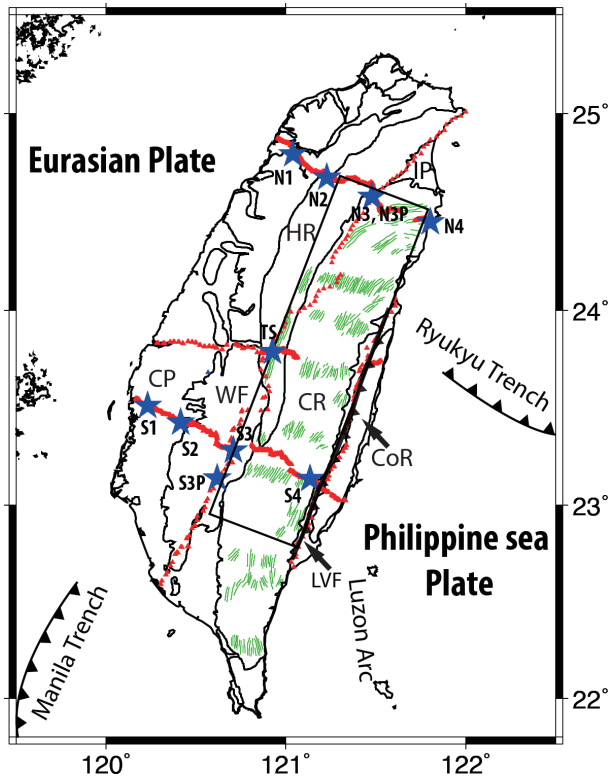 25°
Eurasian Plate
N1
IP
N2
N3, N3P
N4
HR
24°
TS
Ryukyu Trench
CP
WF
CR
S1
S2
S3
CoR
S3P
S4
23°
Philippine sea
Plate
LVF
Luzon Arc
Manila Trench
22°
120°
121°
122°